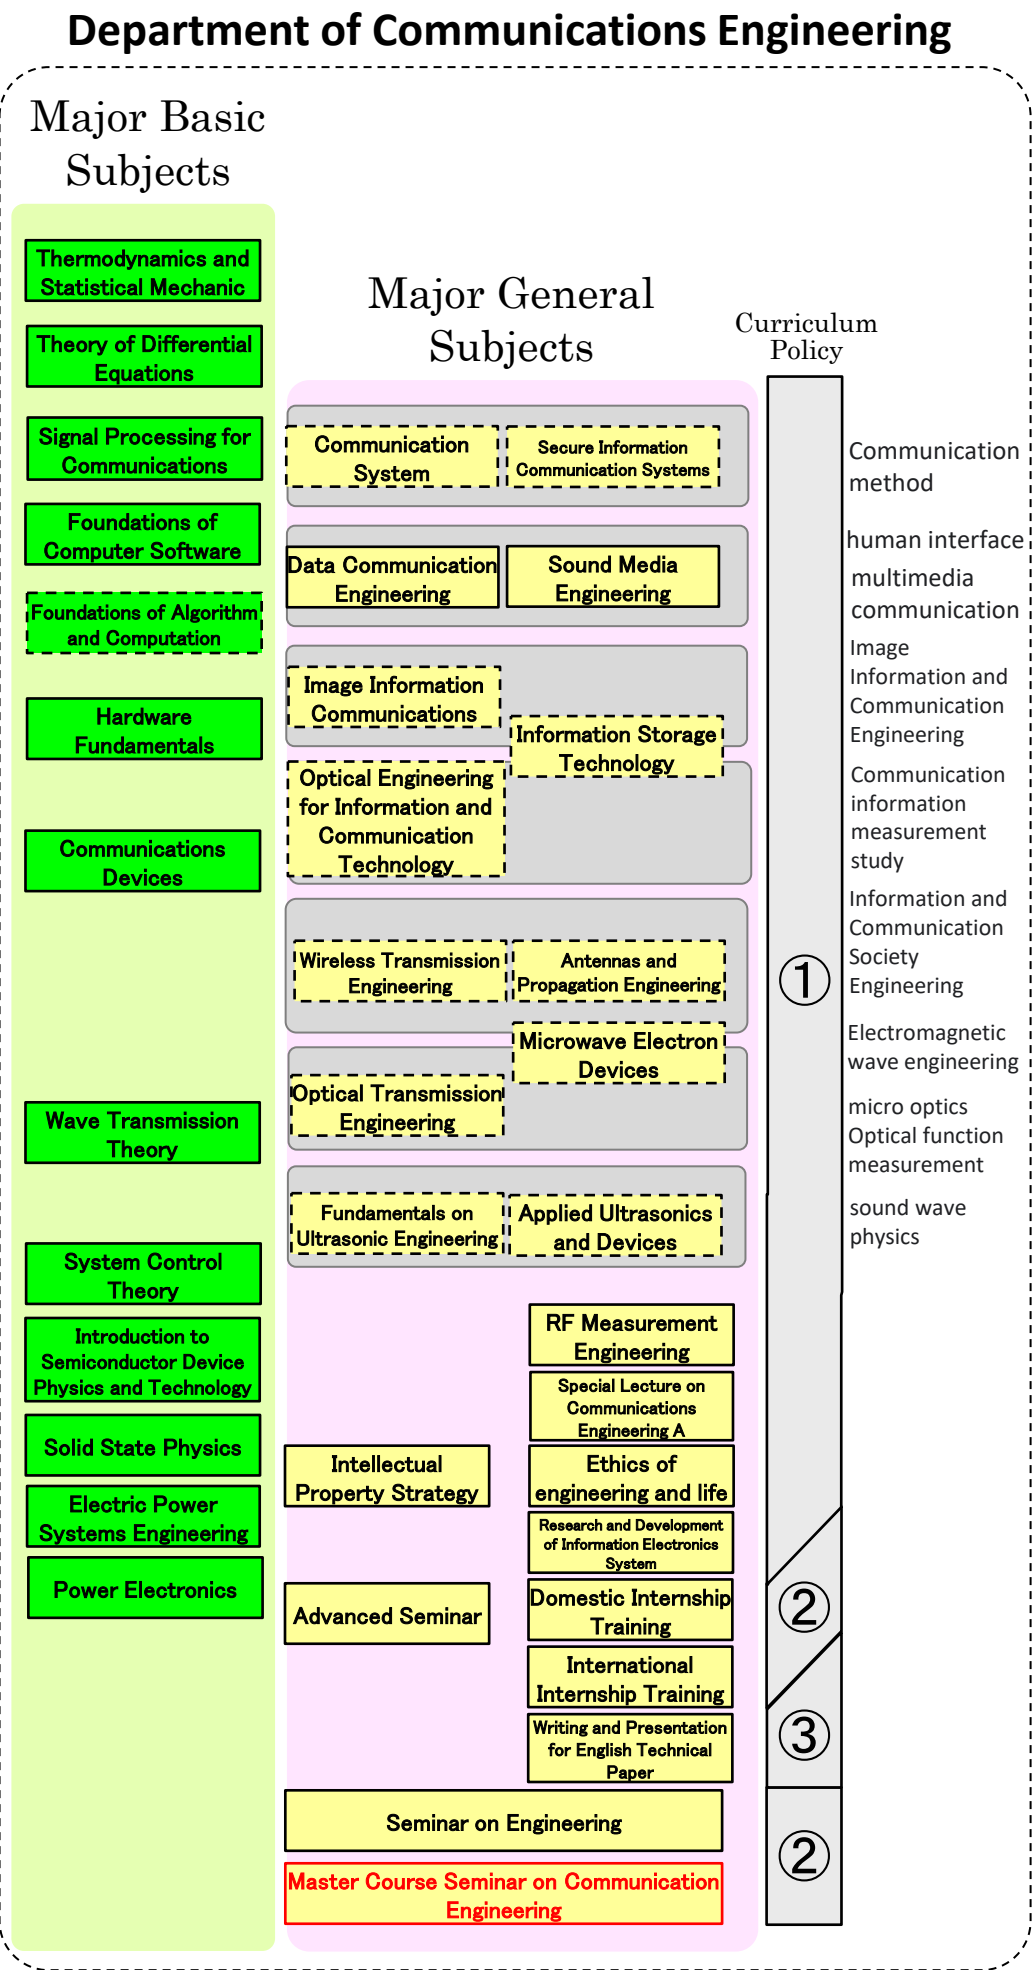 Department of Communications Engineering
Major Basic
Subjects
Thermodynamics and
Statistical Mechanic
Theory of Differential
Equations
Signal Processing for
Communications
Foundations of
Computer Software
Foundations of Algorithm
and Computation
Hardware
Fundamentals
Communications
Devices
Wave Transmission
Theory
System Control
Theory
Introduction to
Semiconductor Device
Physics and Technology
Solid State Physics
Electric Power
Systems Engineering
Power Electronics
Major General
Subjects
Communication
System
Secure Information
Communication Systems
Data Communication
Engineering
Sound Media
Engineering
Image Information
Communications
Information Storage
Technology
Optical Engineering
for Information and
Communication
Technology
Wireless Transmission
Engineering
Antennas and
Propagation Engineering
Microwave Electron
Devices
Optical Transmission
Engineering
Fundamentals on
Ultrasonic Engineering
Applied Ultrasonics
and Devices
RF Measurement
Engineering
Special Lecture on
Communications
Engineering A
Intellectual
Property Strategy
Ethics of
engineering and life
Research and Development
of Information Electronics
System
Advanced Seminar
Domestic Internship
Training
International
Internship Training
Writing and Presentation
for English Technical
Paper
Seminar on Engineering
Master Course Seminar on Communication
Engineering
Curriculum
Policy
①
②
③
②
Communication
method
human interface
multimedia
communication
Image
Information and
Communication
Engineering
Communication
information
measurement
study
Information and
Communication
Society
Engineering
Electromagnetic
wave engineering
micro optics
Optical function
measurement
sound wave
physics